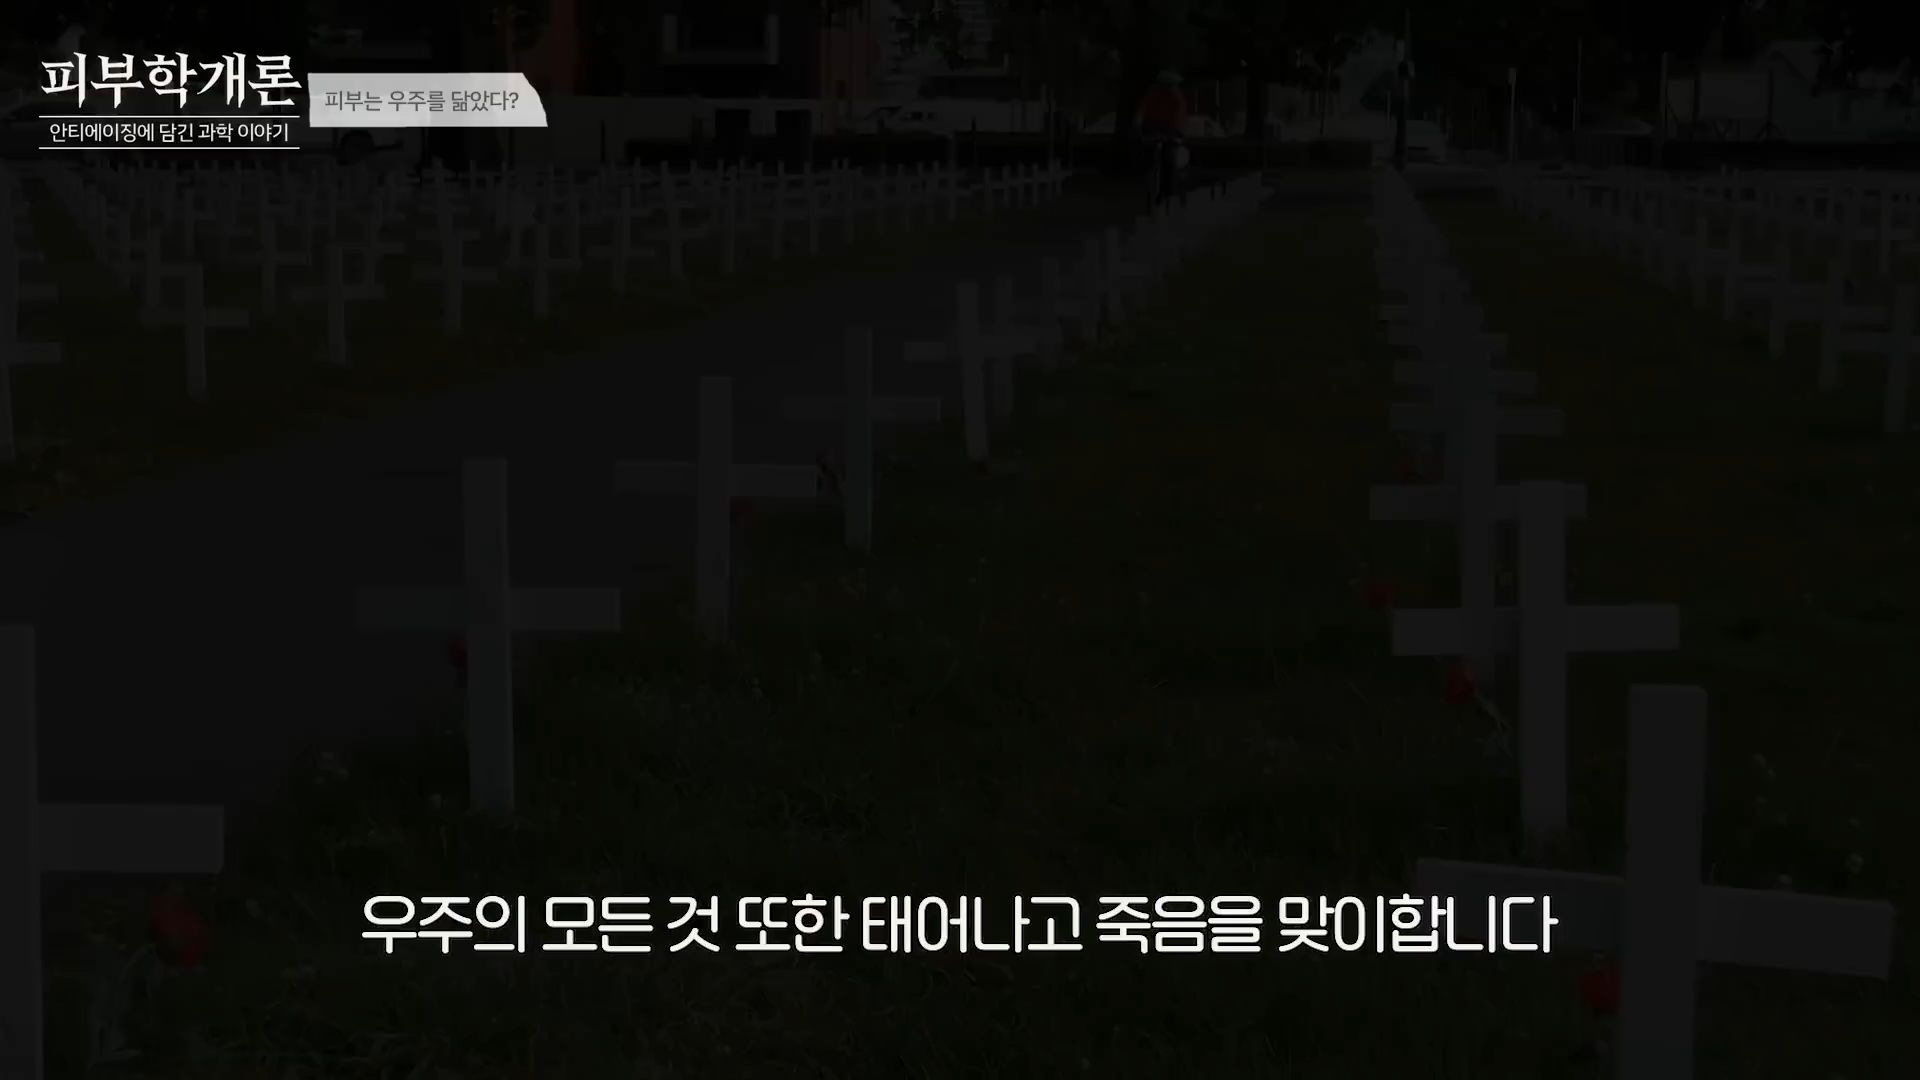 피부학개론
피부는 우주를 닮았다?
안티에이징에 담긴 과학 이야기
우주의 모든 것 또한 태어나고 죽음을 맞이합니다